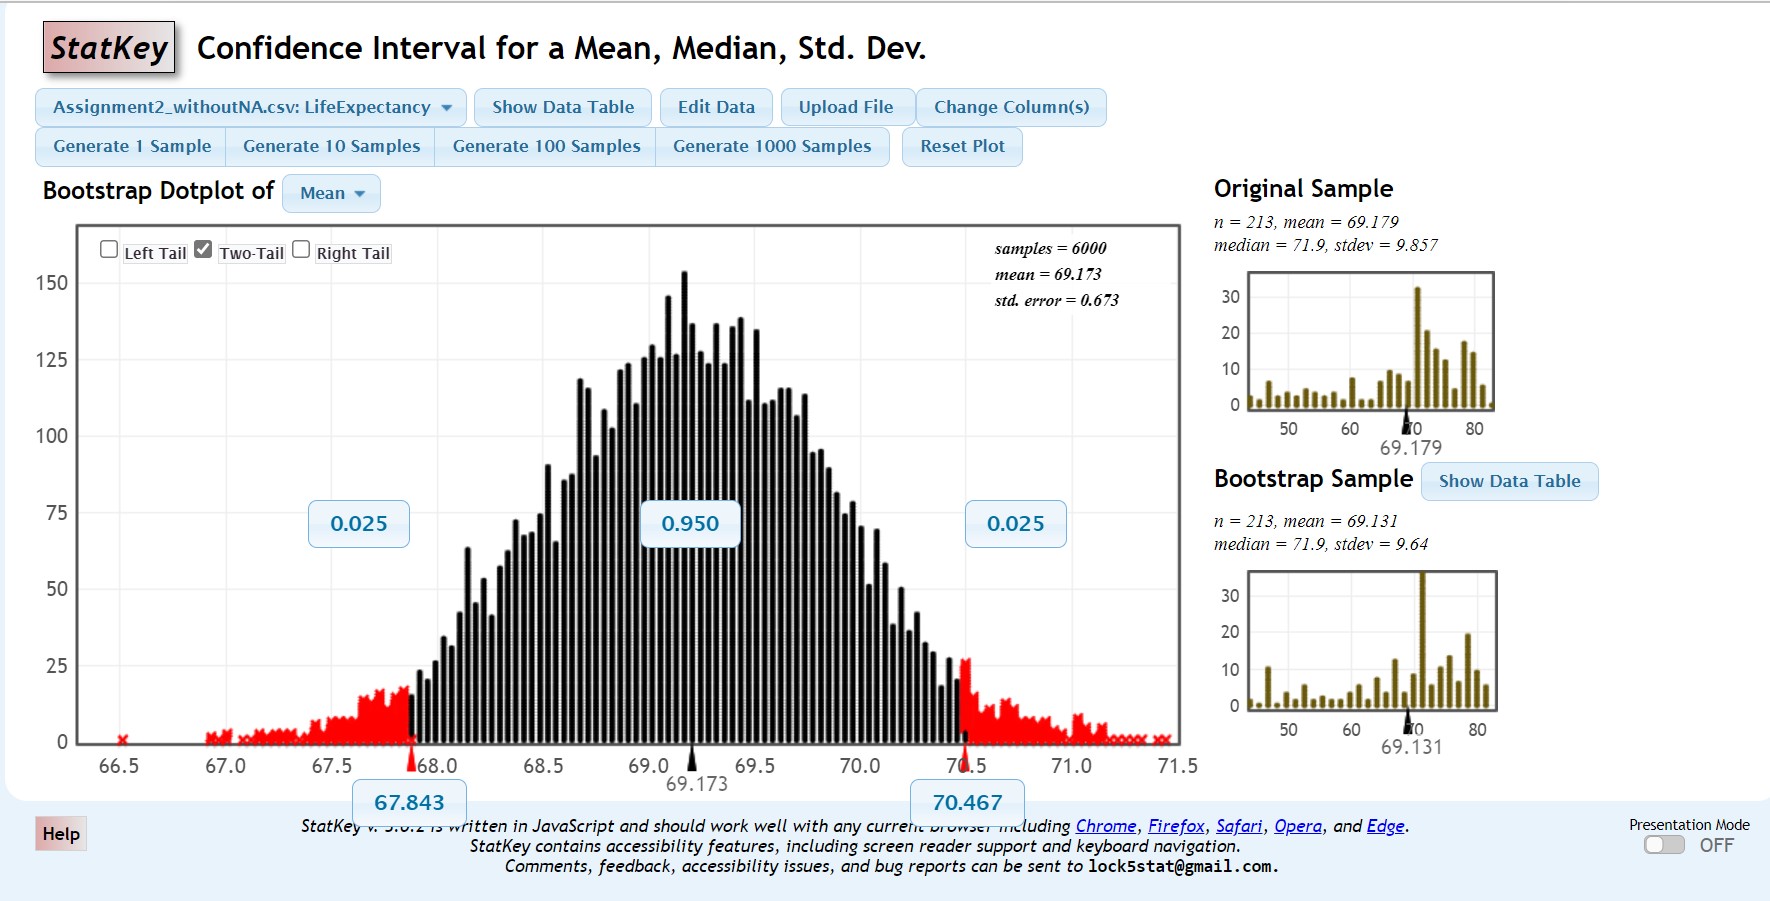 StatKey Confidence Interval for a Mean, Median, Std. Dev.
Assignment2_withoutNA.csv: LifeExpectancy Show Data Table Edit Data Upload File Change Column(s)
Generate 1 Sample Generate 10 Samples Generate 100 Samples Generate 1000 Samples Reset Plot
Bootstrap Dotplot of Mean
Left Tail Two-Tail Right Tail
samples = 6000
mean = 69.173
std. error = 0.673
150
125
100
75
50
25
0
0.025 0.950 0.025
66.5 67.0 67.5 68.0 68.5 69.0 69.5 70.0 70.5 71.0 71.5
69.173
67.843 70.467
Original Sample
n = 213, mean = 69.179
median = 71.9, stdev = 9.857
30
20
10
0
50 60 70 80
69.179
Bootstrap Sample Show Data Table
n = 213, mean = 69.131
median = 71.9, stdev = 9.64
30
20
10
0
50 60 70 80
69.131
Help
StatKey v. 3.0.2 is written in JavaScript and should work well with any current browser including Chrome, Firefox, Safari, Opera, and Edge.
StatKey contains accessibility features, including screen reader support and keyboard navigation.
Comments, feedback, accessibility issues, and bug reports can be sent to lock5stat@gmail.com.
Presentation Mode
OFF